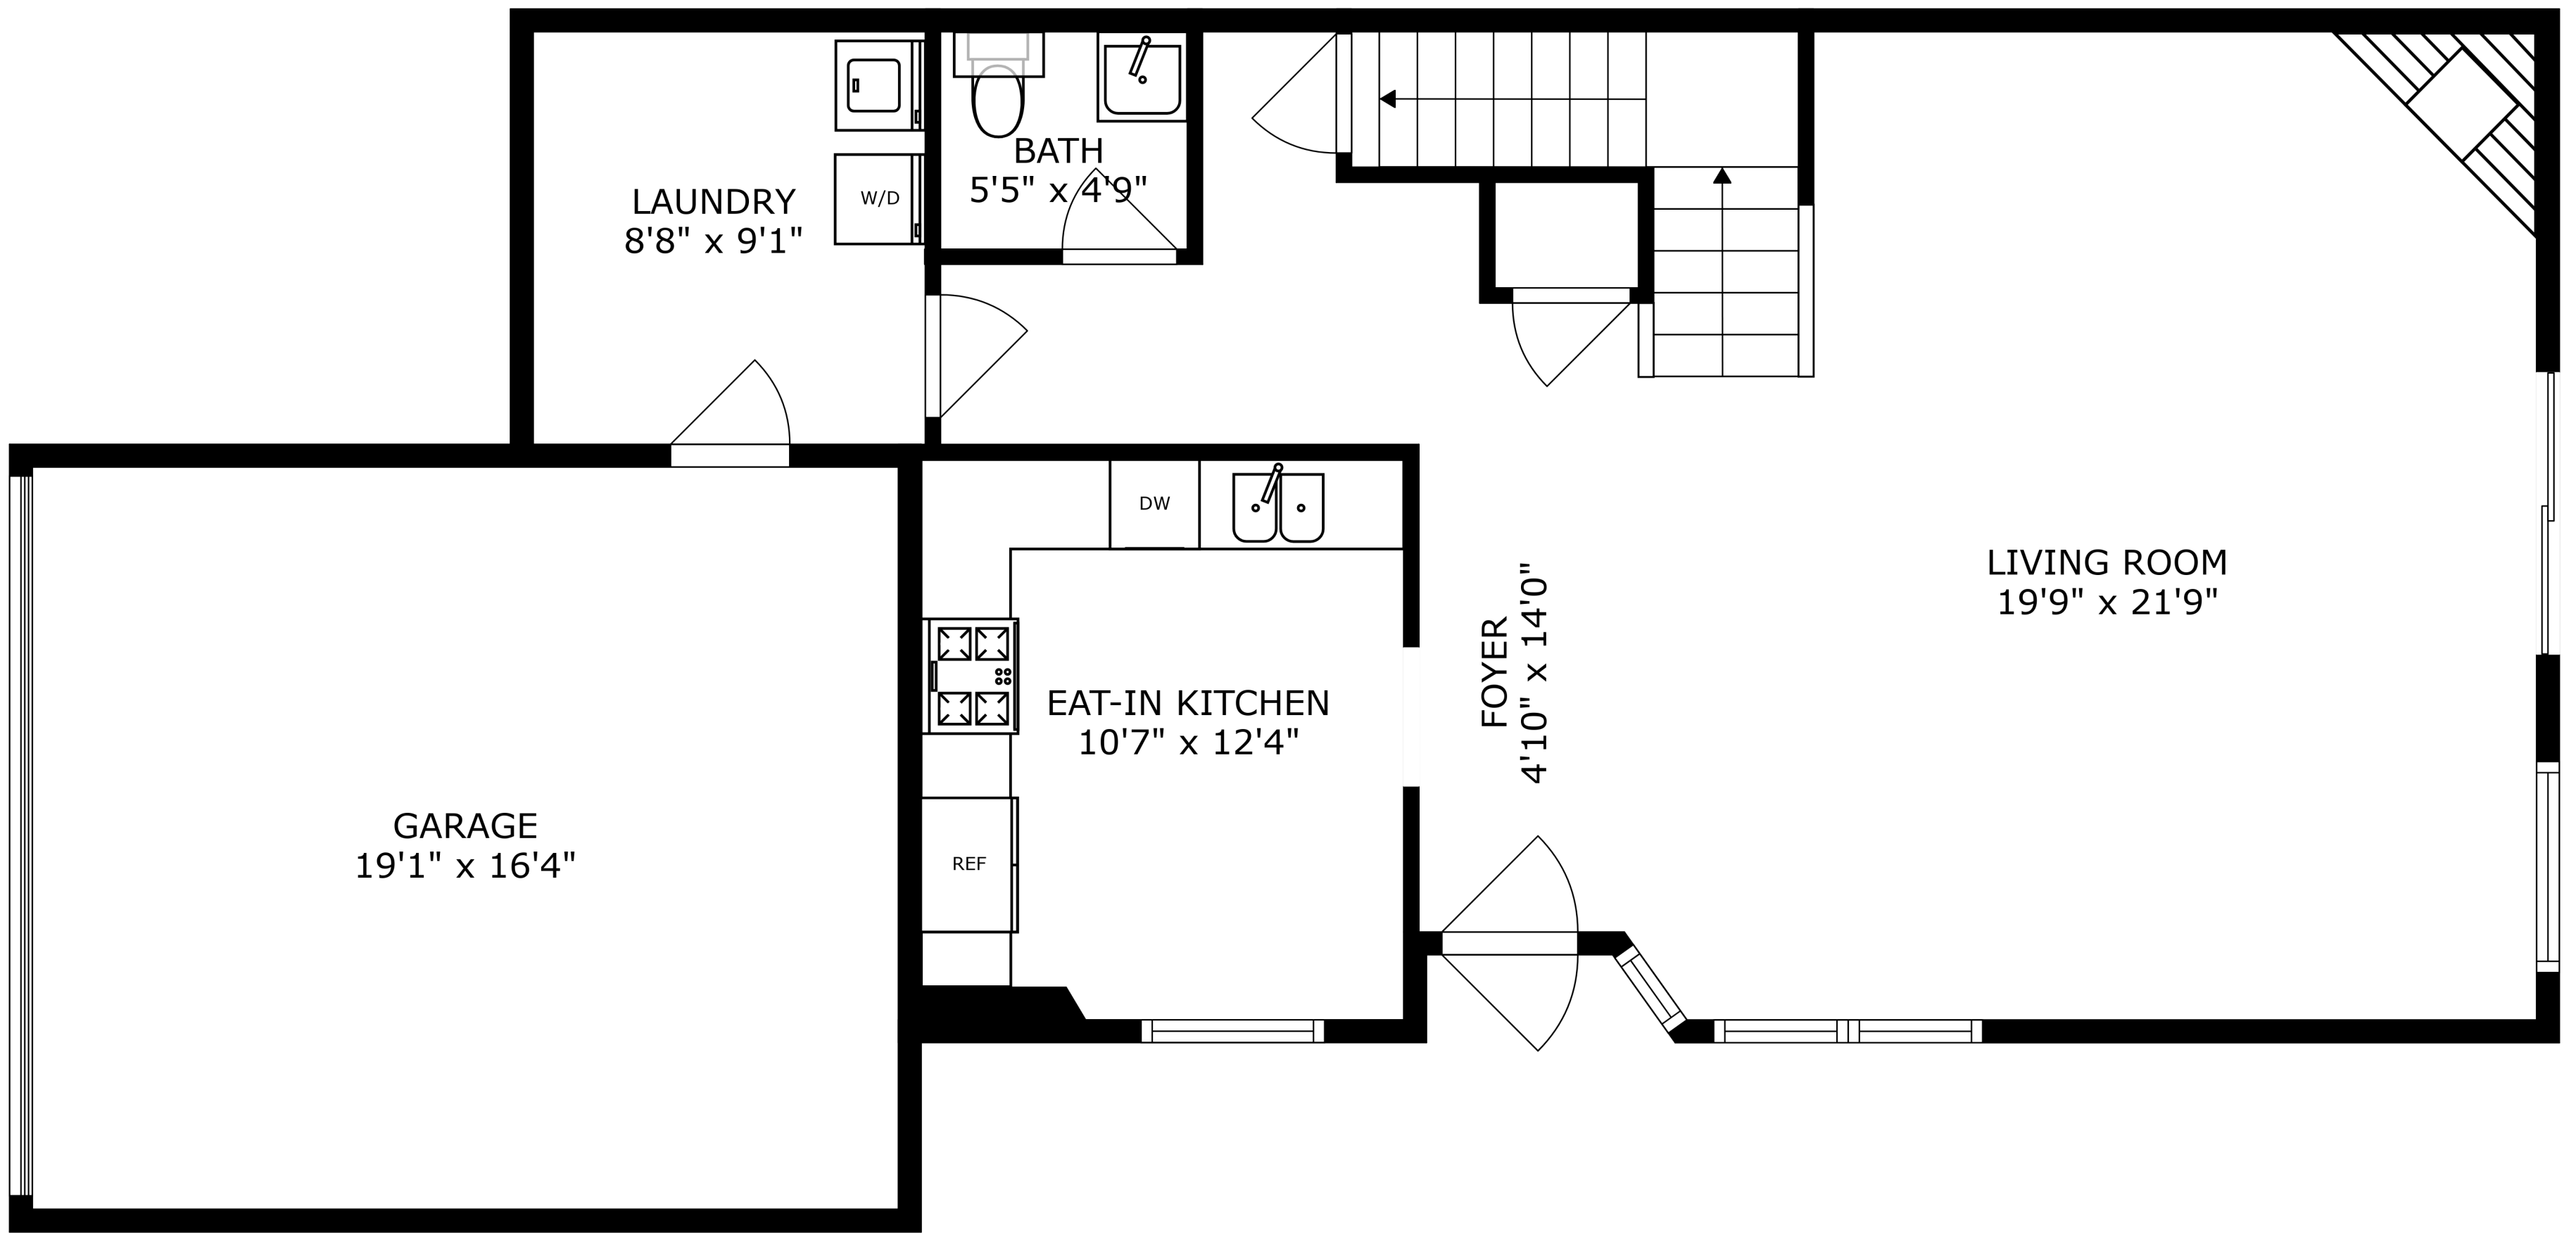 LAUNDRY
8'8" x 9'1"
W/D
BATH
5'5" x 4'9"
DW
EAT-IN KITCHEN
10'7" x 12'4"
REF
FOYER
4'10" x 14'0"
LIVING ROOM
19'9" x 21'9"
GARAGE
19'1" x 16'4"